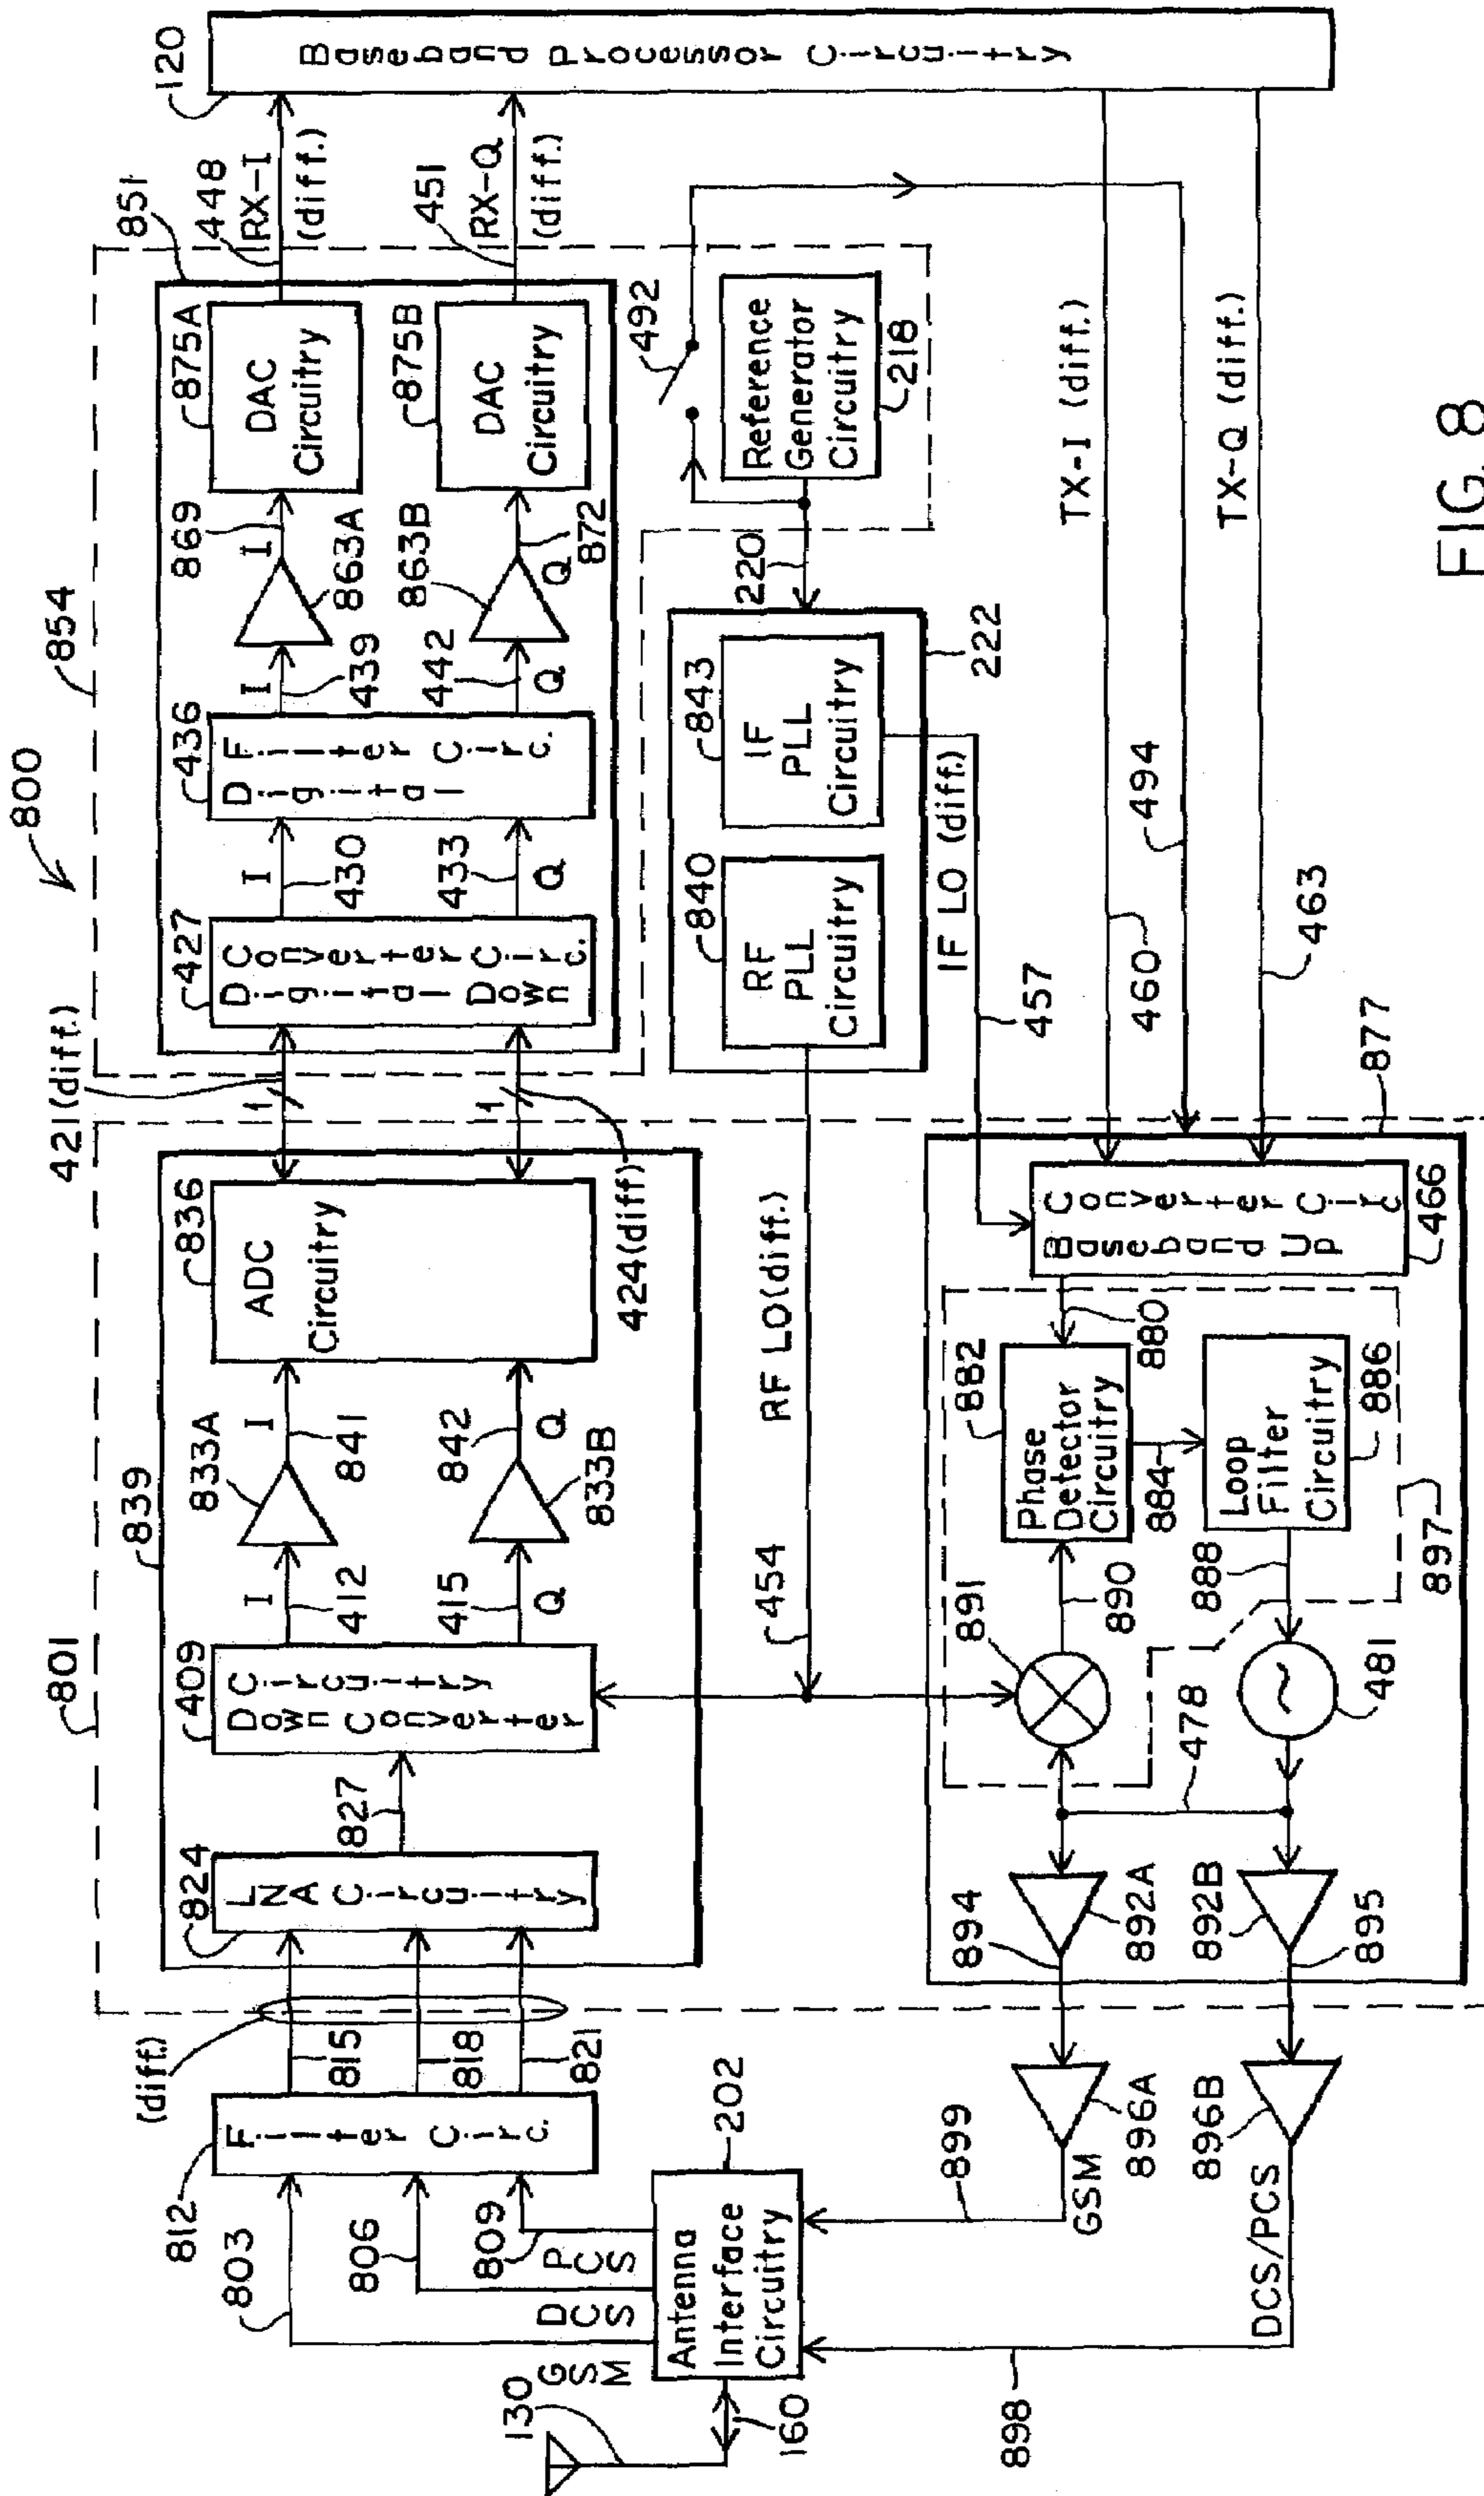 800
801
839
(diff.)
812
Filter Circ.
803
806
809
GSM
DCS
PCS
815
818
821
824
LNA Circuitry
827
409
Down Converter
Circuitry
I
412
415
Q
833A
833B
I
841
842
Q
836
ADC
Circuitry
421(diff.)
1
1
424(diff)
854
851
427
Digital Down
Converter Circ.
I
430
433
Q
436
Digital
Filter Circ.
I
439
442
Q
863A
863B
869
I
Q
872
875A
DAC
Circuitry
875B
DAC
Circuitry
448
RX-I
(diff.)
451
RX-Q
(diff.)
120
Baseband Processor Circuitry
130
160
202
Antenna
Interface
Circuitry
RF LO(diff.)
454
840
RF
PLL
Circuitry
843
IF
PLL
Circuitry
222
220
492
Reference
Generator
Circuitry
218
IF LO (diff.)
457
TX-I (diff.)
460
494
TX-Q (diff.)
463
877
Baseband Up
Converter Circ
466
880
882
Phase
Detector
Circuitry
884
Loop
Filter
Circuitry
886
888
890
891
897
478
481
892A
892B
894
895
896A
896B
899
GSM
898
DCS/PCS
FIG. 8